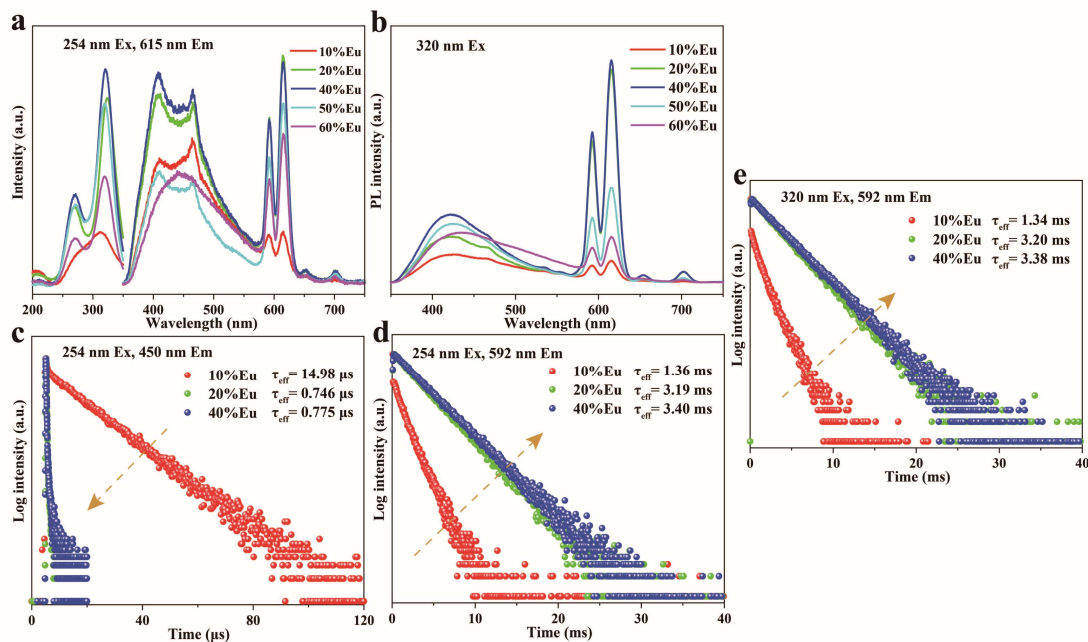 a
254 nm Ex, 615 nm Em
10%Eu
20%Eu
40%Eu
50%Eu
60%Eu
Intensity (a.u.)
200 300 400 500 600 700
Wavelength (nm)
b
320 nm Ex
10%Eu
20%Eu
40%Eu
50%Eu
60%Eu
PL intensity (a.u.)
400 500 600 700
Wavelength (nm)
c
254 nm Ex, 450 nm Em
10%Eu τeff= 14.98 µs
20%Eu τeff= 0.746 µs
40%Eu τeff= 0.775 µs
Log intensity (a.u.)
0 40 80 120
Time (µs)
d
254 nm Ex, 592 nm Em
10%Eu τeff= 1.36 ms
20%Eu τeff= 3.19 ms
40%Eu τeff= 3.40 ms
Log intensity (a.u.)
0 10 20 30 40
Time (ms)
e
320 nm Ex, 592 nm Em
10%Eu τeff= 1.34 ms
20%Eu τeff= 3.20 ms
40%Eu τeff= 3.38 ms
Log intensity (a.u.)
0 10 20 30 40
Time (ms)